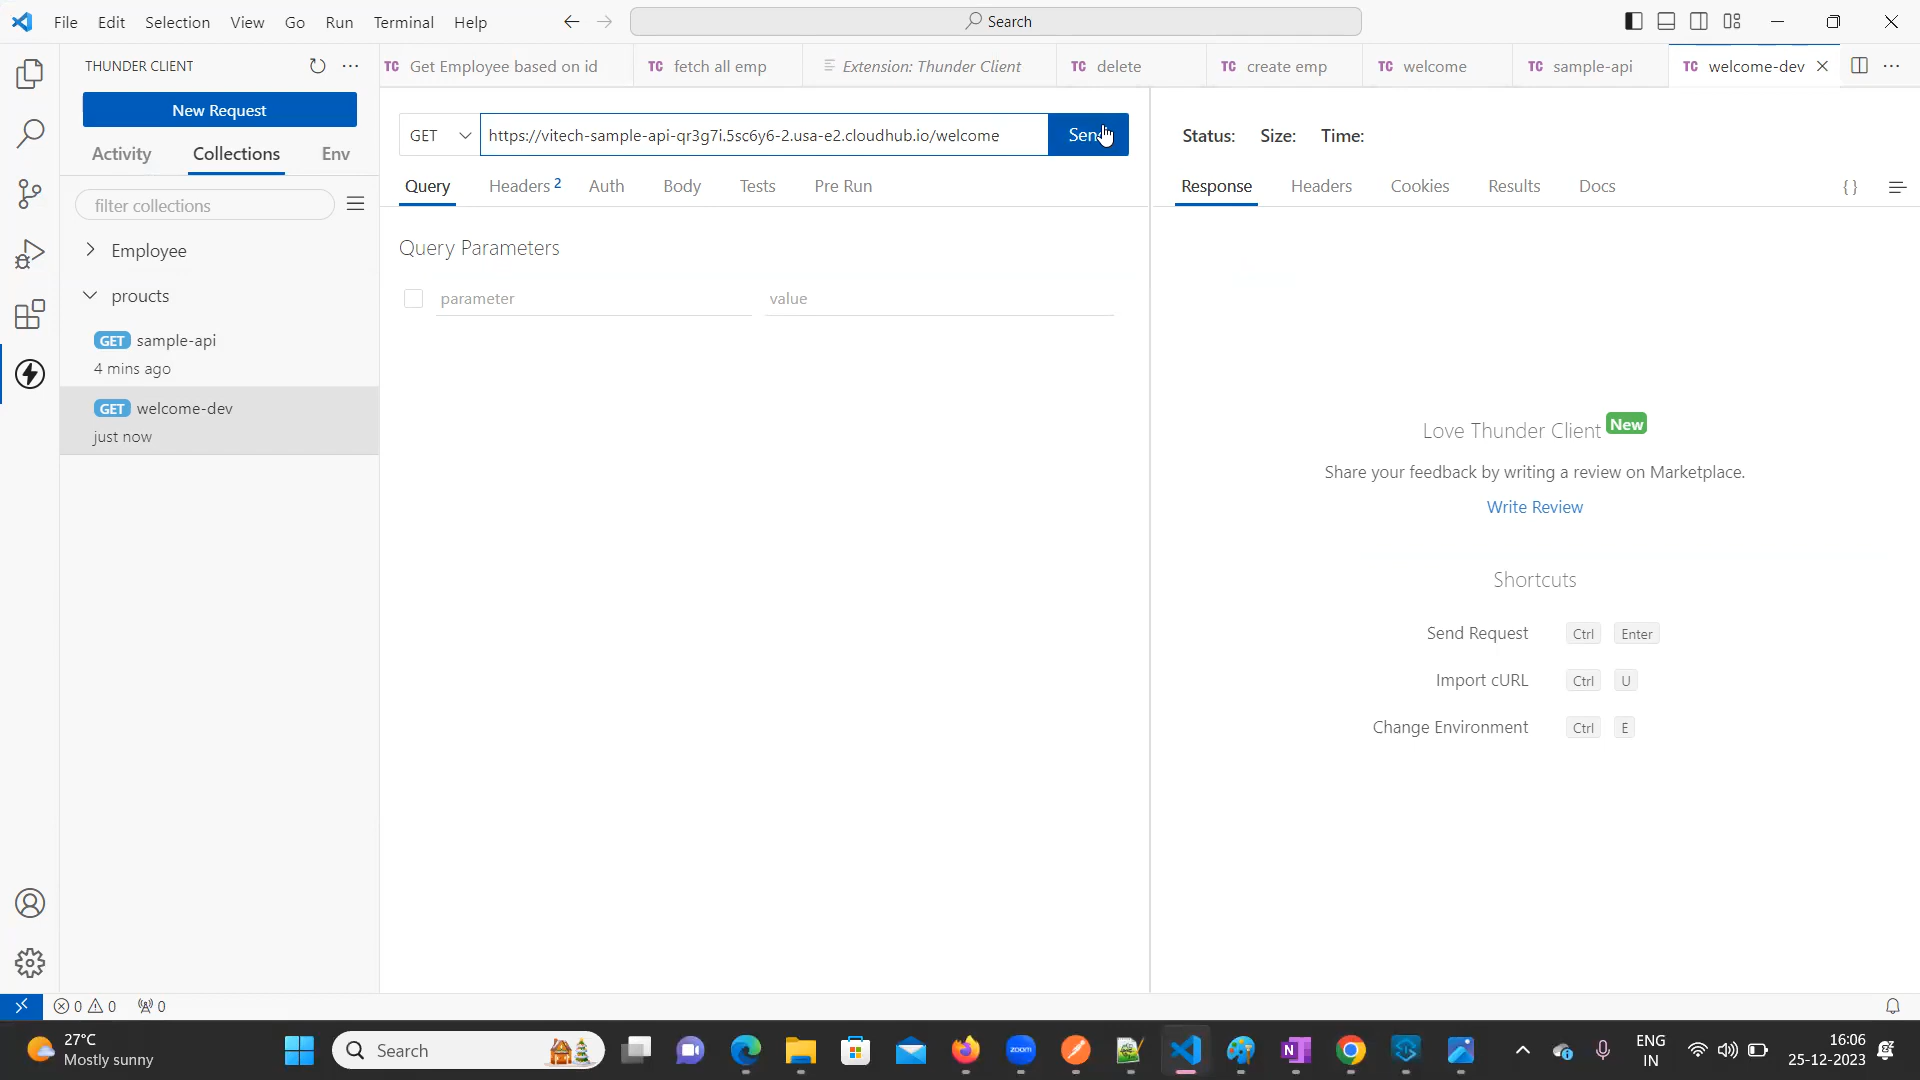 File Edit Selection View Go Run Terminal Help
Search
THUNDER CLIENT
New Request
Activity Collections Env
filter collections
Employee
proucts
GET sample-api
4 mins ago
GET welcome-dev
just now
TC Get Employee based on id
TC fetch all emp
Extension: Thunder Client
TC delete
TC create emp
TC welcome
TC sample-api
TC welcome-dev
GET https://vitech-sample-api-qr3g7i.5sc6y6-2.usa-e2.cloudhub.io/welcome Send
Query Headers 2 Auth Body Tests Pre Run
Query Parameters
parameter value
Status: Size: Time:
Response Headers Cookies Results Docs
{ }
Love Thunder Client New
Share your feedback by writing a review on Marketplace.
Write Review
Shortcuts
Send Request Ctrl Enter
Import cURL Ctrl U
Change Environment Ctrl E
0 0 0
27°C
Mostly sunny
Search
zoom
N
ENG
IN
16:06
25-12-2023